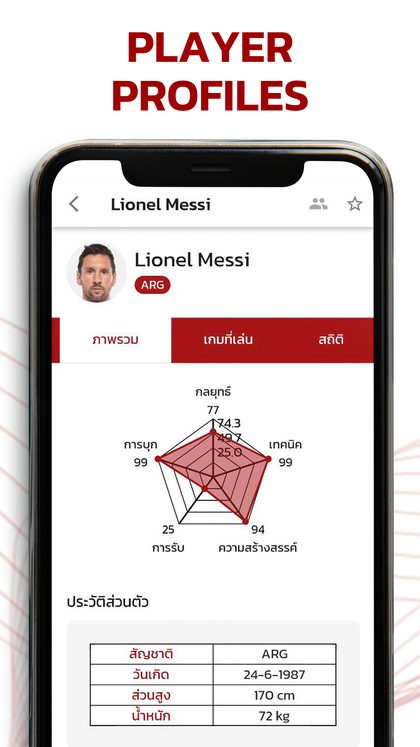 PLAYER
PROFILES
Lionel Messi
Lionel Messi
ARG
ภาพรวม เกมที่เล่น สถิติ
กลยุทธ์
77
74.3
49.7
25.0
การบุก
99
เทคนิค
99
25
การรับ
94
ความสร้างสรรค์
ประวัติส่วนตัว
สัญชาติ ARG
วันเกิด 24-6-1987
ส่วนสูง 170 cm
น้ำหนัก 72 kg